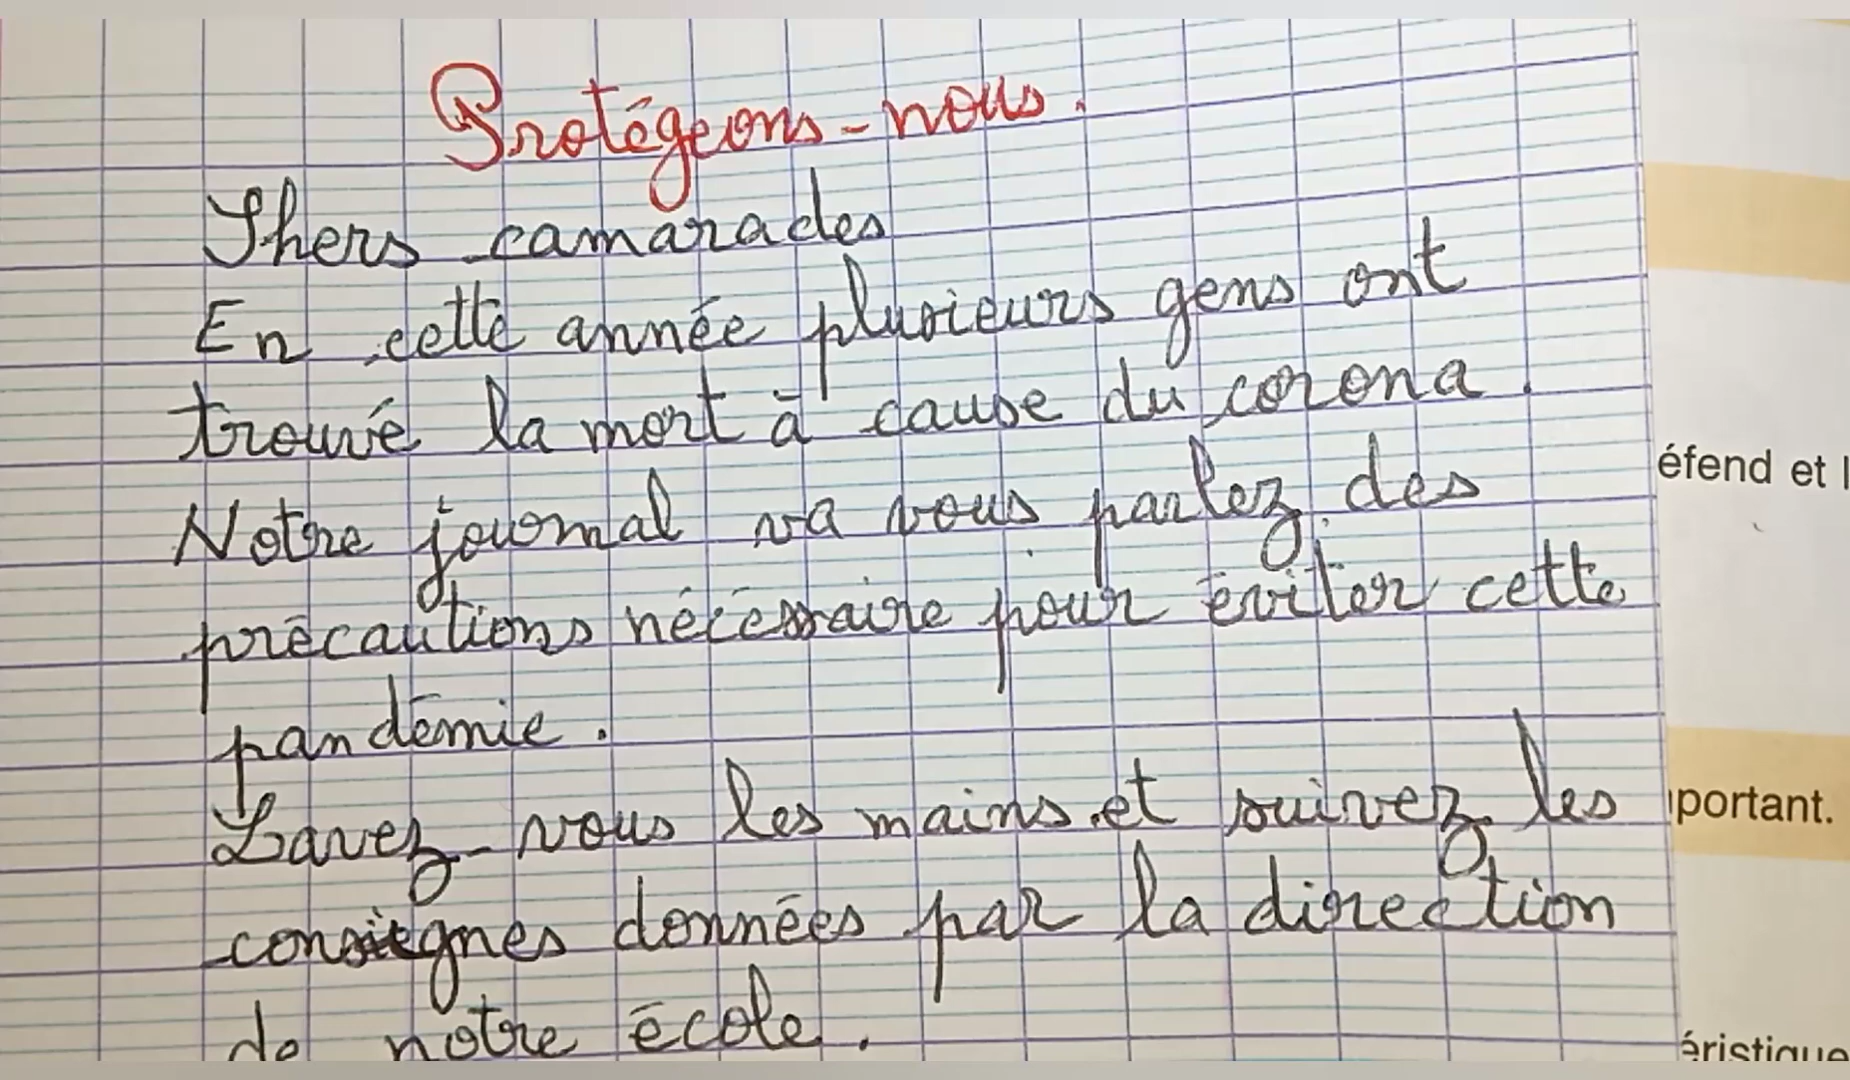 Protégeons-nous.
Chers camarades
En cette année plusieurs gens ont
trouvé la mort à cause du corona.
Notre journal va vous parlez des
précautions nécessaire pour éviter cette
pandémie.
Lavez-vous les mains et suivez les
consignes données par la direction
de notre école.
éfend et l
portant.
éristique